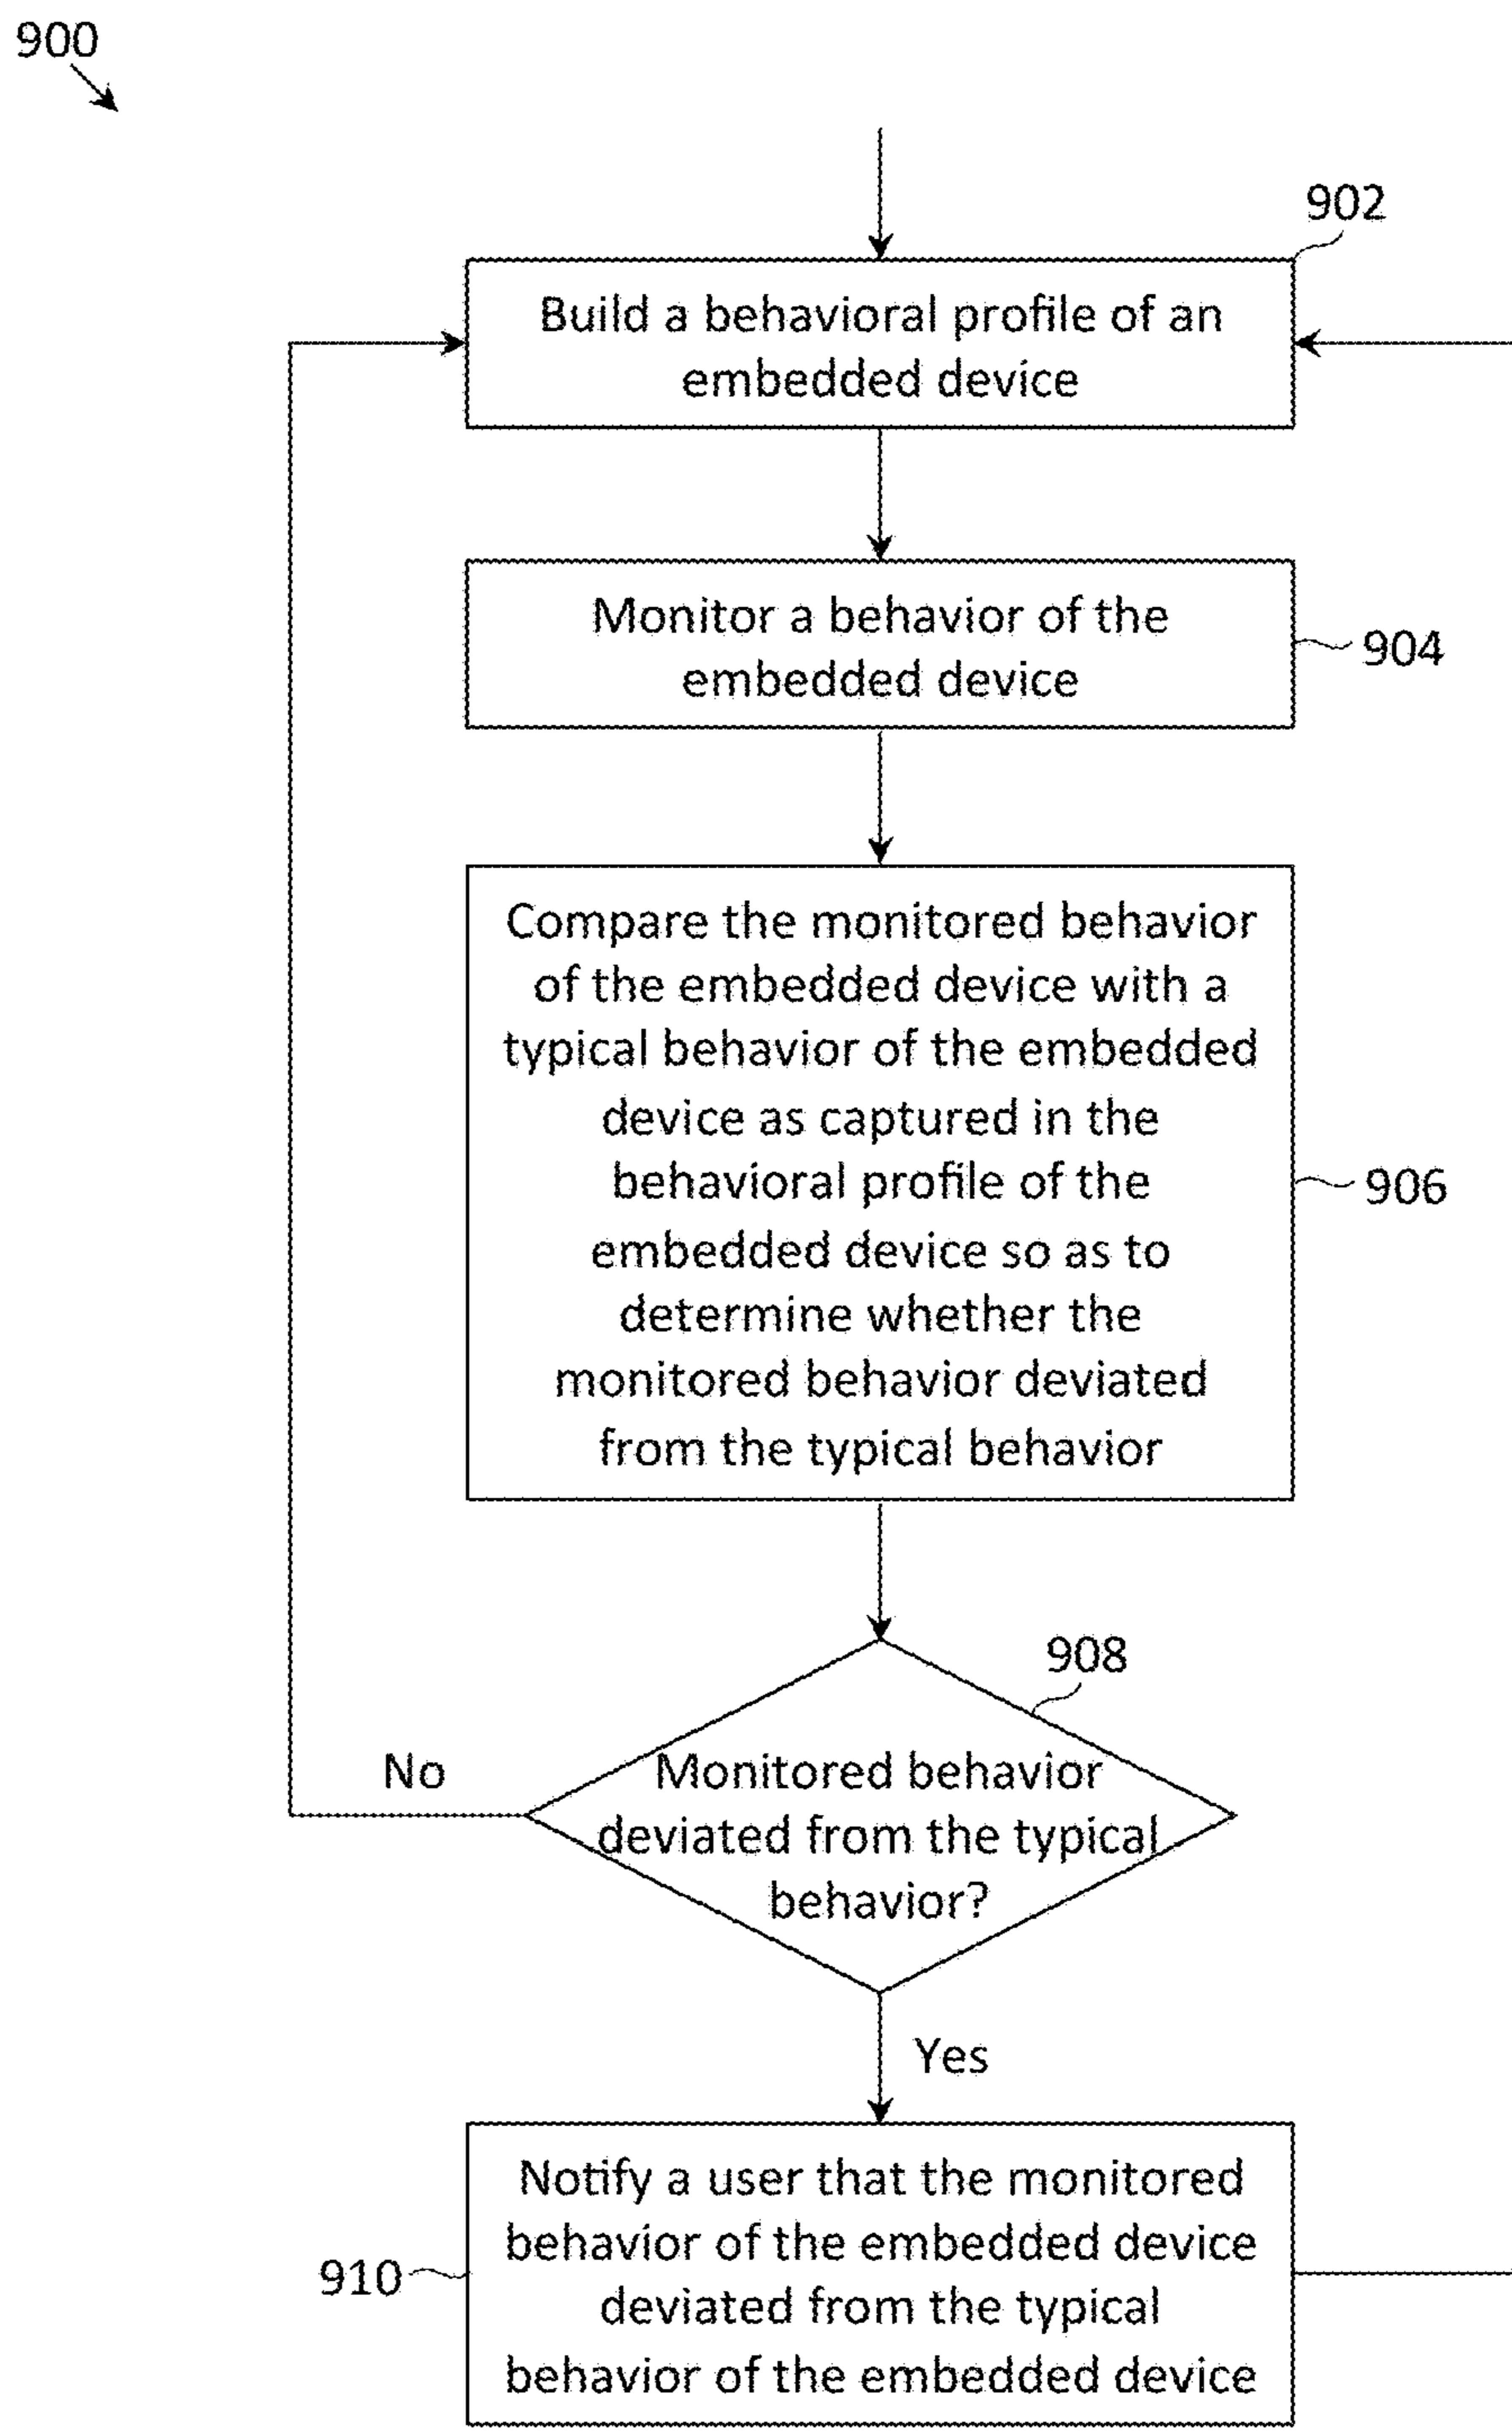 900
902
Build a behavioral profile of an
embedded device
Monitor a behavior of the
embedded device
904
Compare the monitored behavior
of the embedded device with a
typical behavior of the embedded
device as captured in the
behavioral profile of the
embedded device so as to
determine whether the
monitored behavior deviated
from the typical behavior
906
908
No
Monitored behavior
deviated from the typical
behavior?
Yes
Notify a user that the monitored
behavior of the embedded device
deviated from the typical
behavior of the embedded device
910